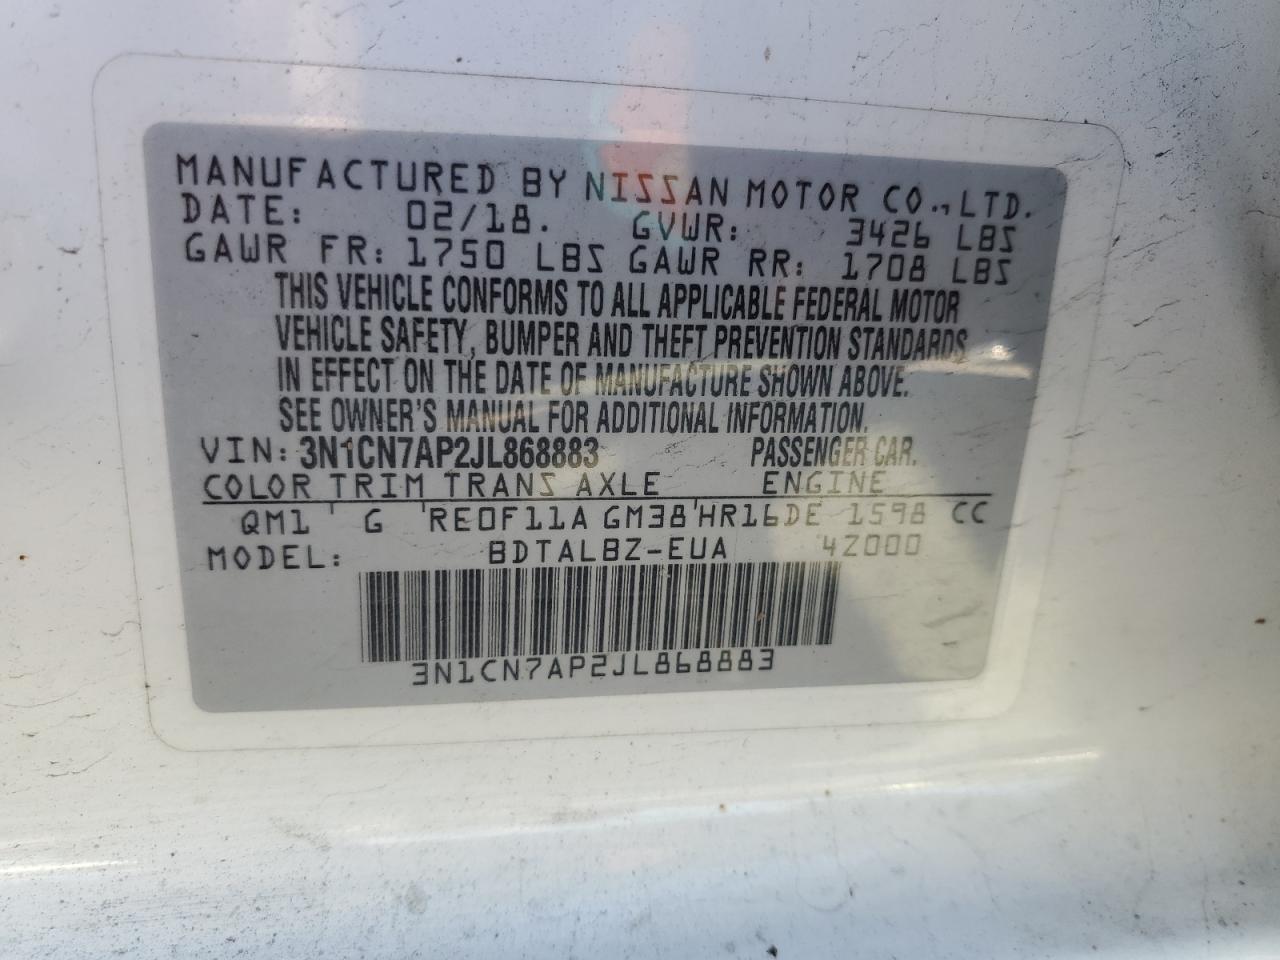 MANUFACTURED BY NISSAN MOTOR CO., LTD.
DATE: 02/18. GVWR: 3426 LBS
GAWR FR: 1750 LBS GAWR RR: 1708 LBS
THIS VEHICLE CONFORMS TO ALL APPLICABLE FEDERAL MOTOR
VEHICLE SAFETY, BUMPER AND THEFT PREVENTION STANDARDS
IN EFFECT ON THE DATE OF MANUFACTURE SHOWN ABOVE.
SEE OWNER'S MANUAL FOR ADDITIONAL INFORMATION.
VIN: 3N1CN7AP2JL868883 PASSENGER CAR.
COLOR TRIM TRANS AXLE ENGINE
QM1 ' G 'RE0F11A GM38'HR16DE 1598 CC
MODEL: BDTALBZ-EUA 4Z000
3N1CN7AP2JL868883